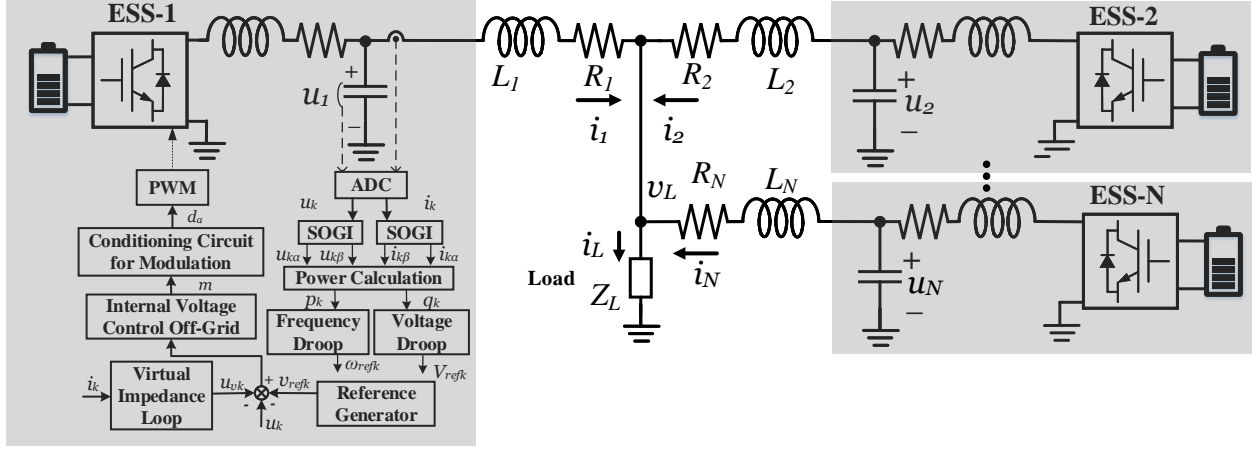 ESS-1
ESS-2
L1
R1
R2
L2
u1
+
−
i1
i2
+
u2
−
PWM
ADC
da
uk
ik
RN
LN
vL
ESS-N
Conditioning Circuit
for Modulation
SOGI
SOGI
ukα
ukβ
ikβ
ikα
iL
iN
+
uN
−
m
Power Calculation
Load
ZL
Internal Voltage
Control Off-Grid
pk
qk
Frequency
Droop
Voltage
Droop
ωrefk
Vrefk
ik
Virtual
Impedance
Loop
uvk
+
-
-
vrefk
uk
Reference
Generator